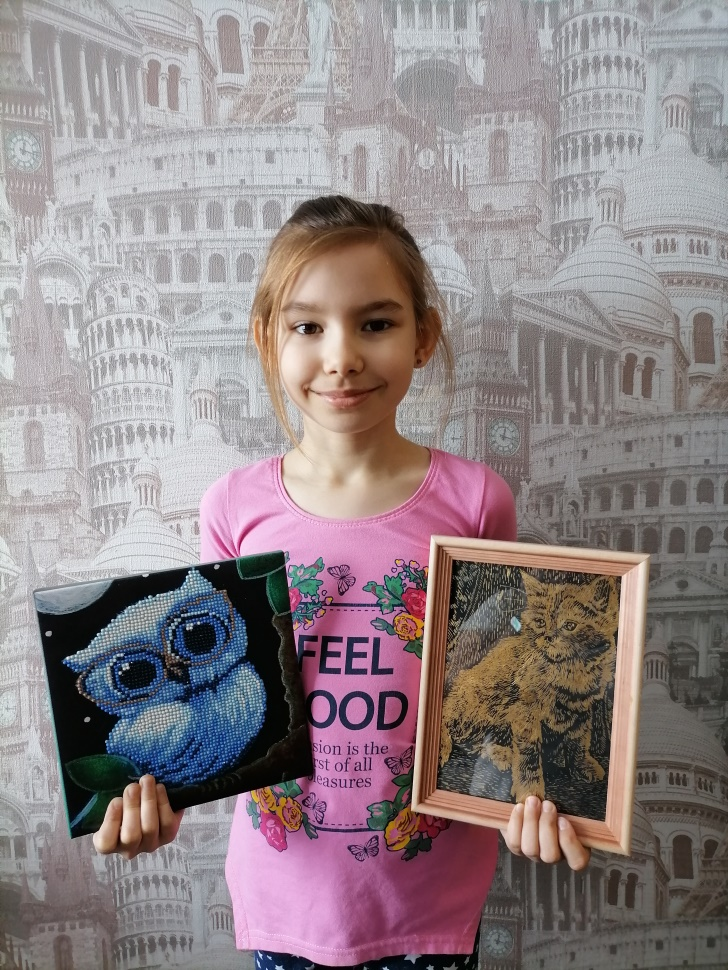 FEEL
OOD
sion is the
rst of all
leasures